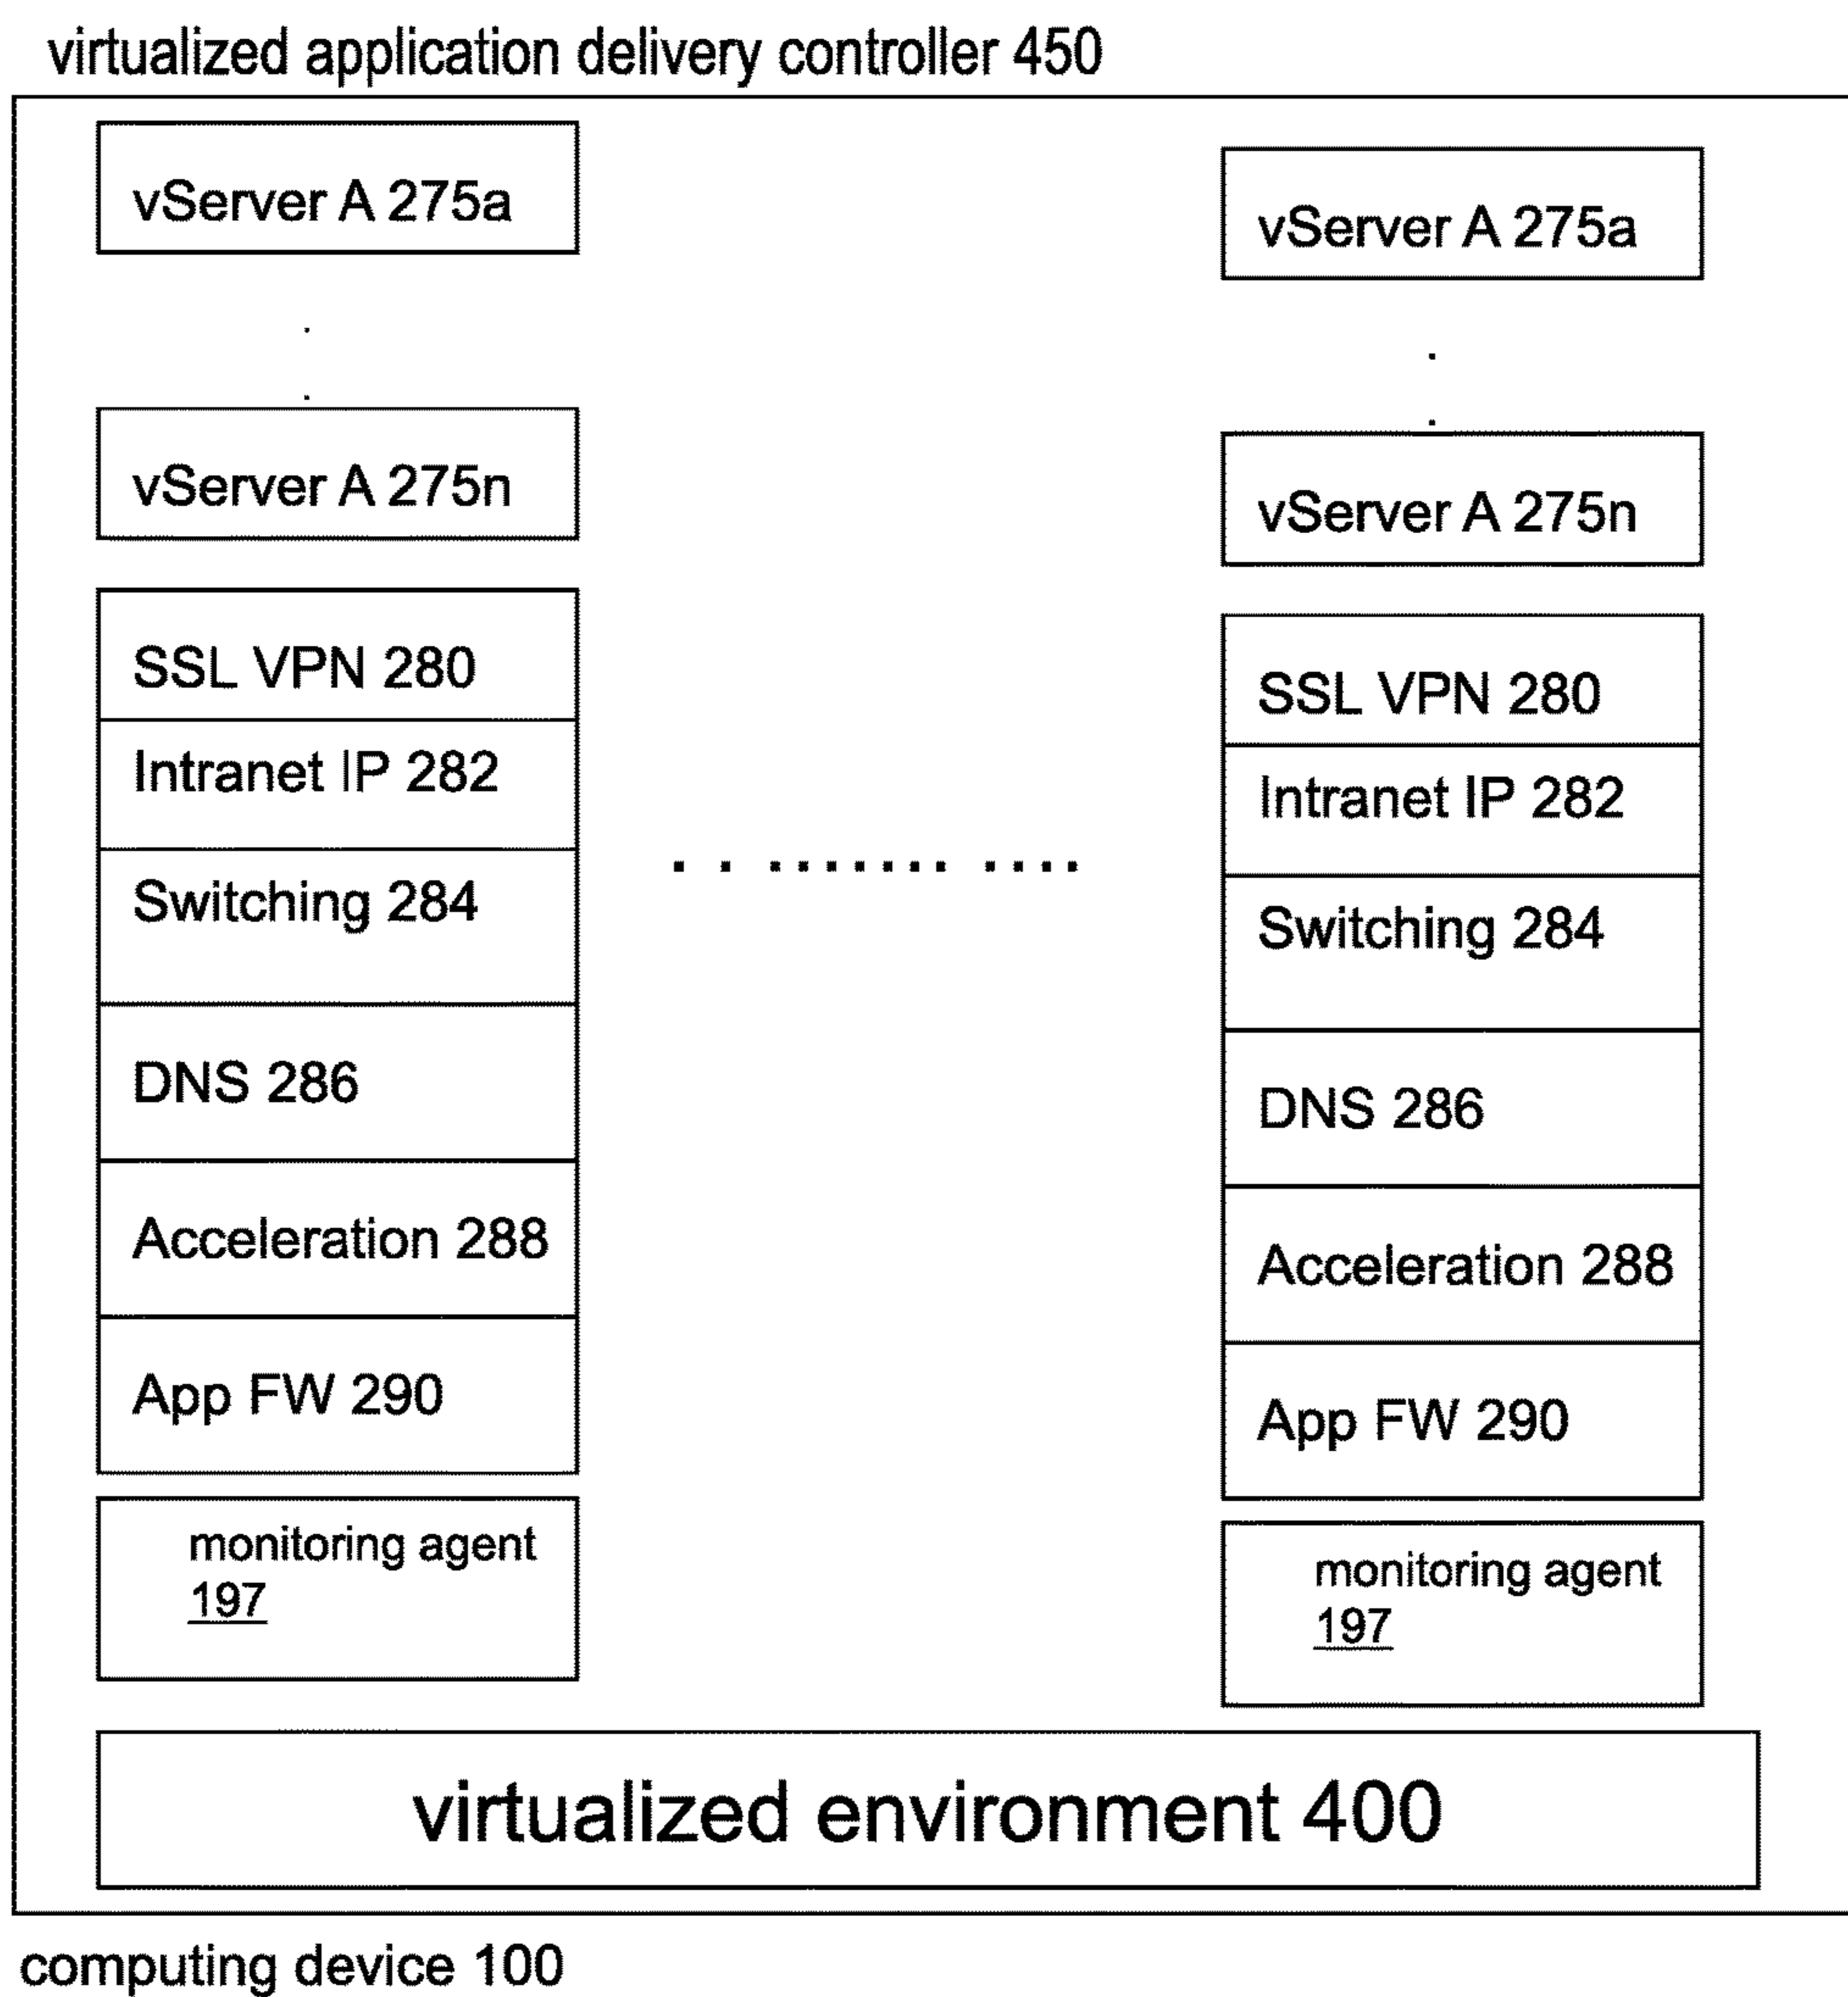 virtualized application delivery controller 450
vServer A 275a
vServer A 275n
SSL VPN 280
Intranet IP 282
Switching 284
DNS 286
Acceleration 288
App FW 290
monitoring agent
197
vServer A 275a
vServer A 275n
SSL VPN 280
Intranet IP 282
Switching 284
DNS 286
Acceleration 288
App FW 290
monitoring agent
197
virtualized environment 400
computing device 100